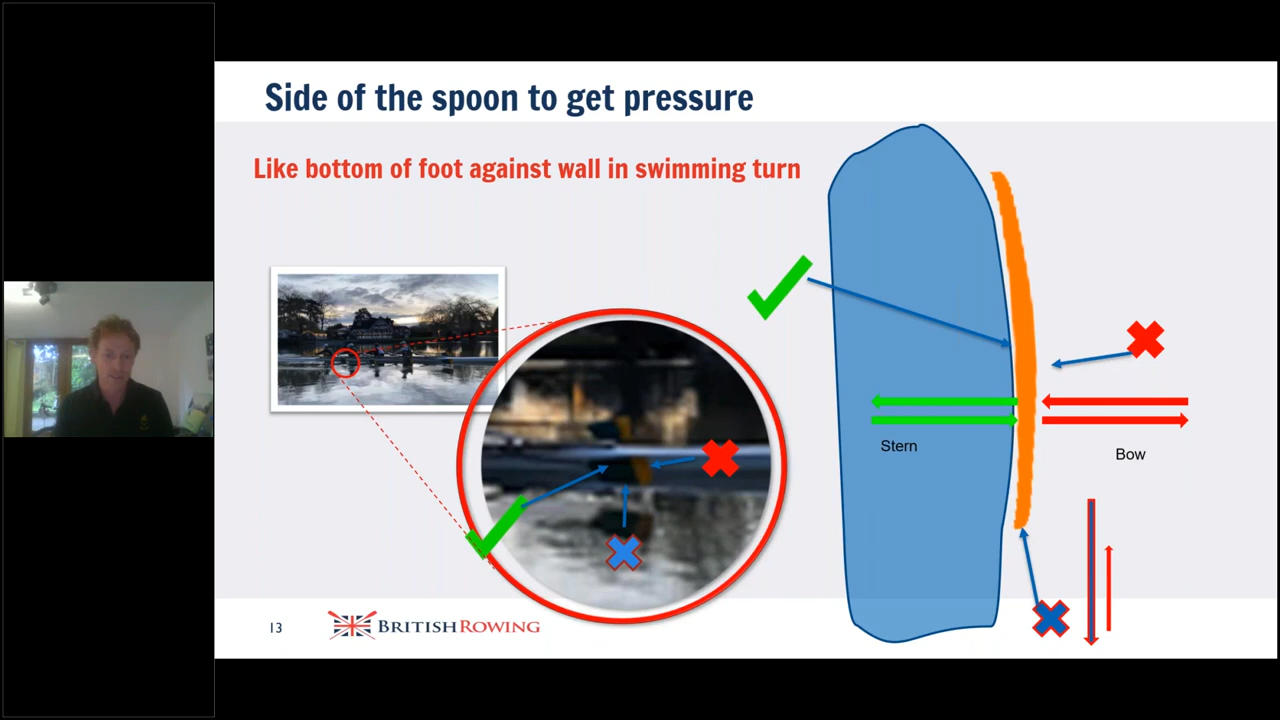 Side of the spoon to get pressure
Like bottom of foot against wall in swimming turn
Stern
Bow
13
BRITISH ROWING